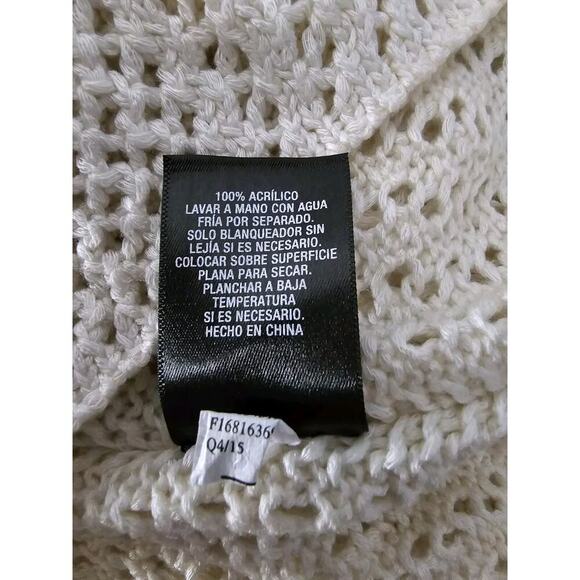 100% ACRÍLICO
LAVAR A MANO CON AGUA
FRÍA POR SEPARADO.
SOLO BLANQUEADOR SIN
LEJÍA SI ES NECESARIO.
COLOCAR SOBRE SUPERFICIE
PLANA PARA SECAR.
PLANCHAR A BAJA
TEMPERATURA
SI ES NECESARIO.
HECHO EN CHINA
Q4/15